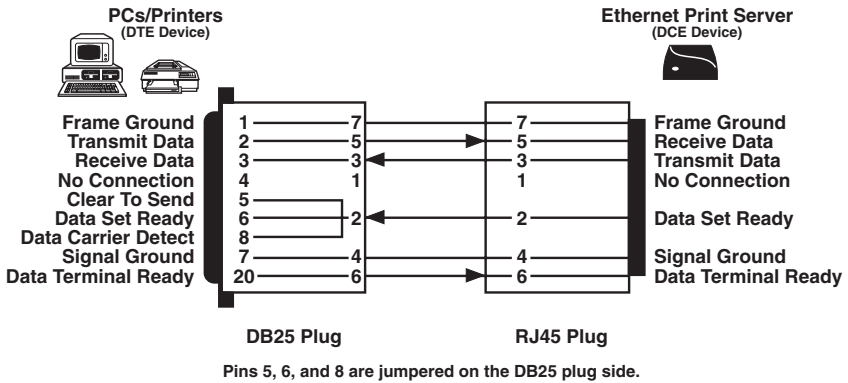 PCs/Printers
(DTE Device)
Ethernet Print Server
(DCE Device)
Frame Ground 1 7 7 Frame Ground
Transmit Data 2 5 5 Receive Data
Receive Data 3 3 3 Transmit Data
No Connection 4 1 1 No Connection
Clear To Send 5
Data Set Ready 6 2 2 Data Set Ready
Data Carrier Detect 8
Signal Ground 7 4 4 Signal Ground
Data Terminal Ready 20 6 6 Data Terminal Ready
DB25 Plug
RJ45 Plug
Pins 5, 6, and 8 are jumpered on the DB25 plug side.